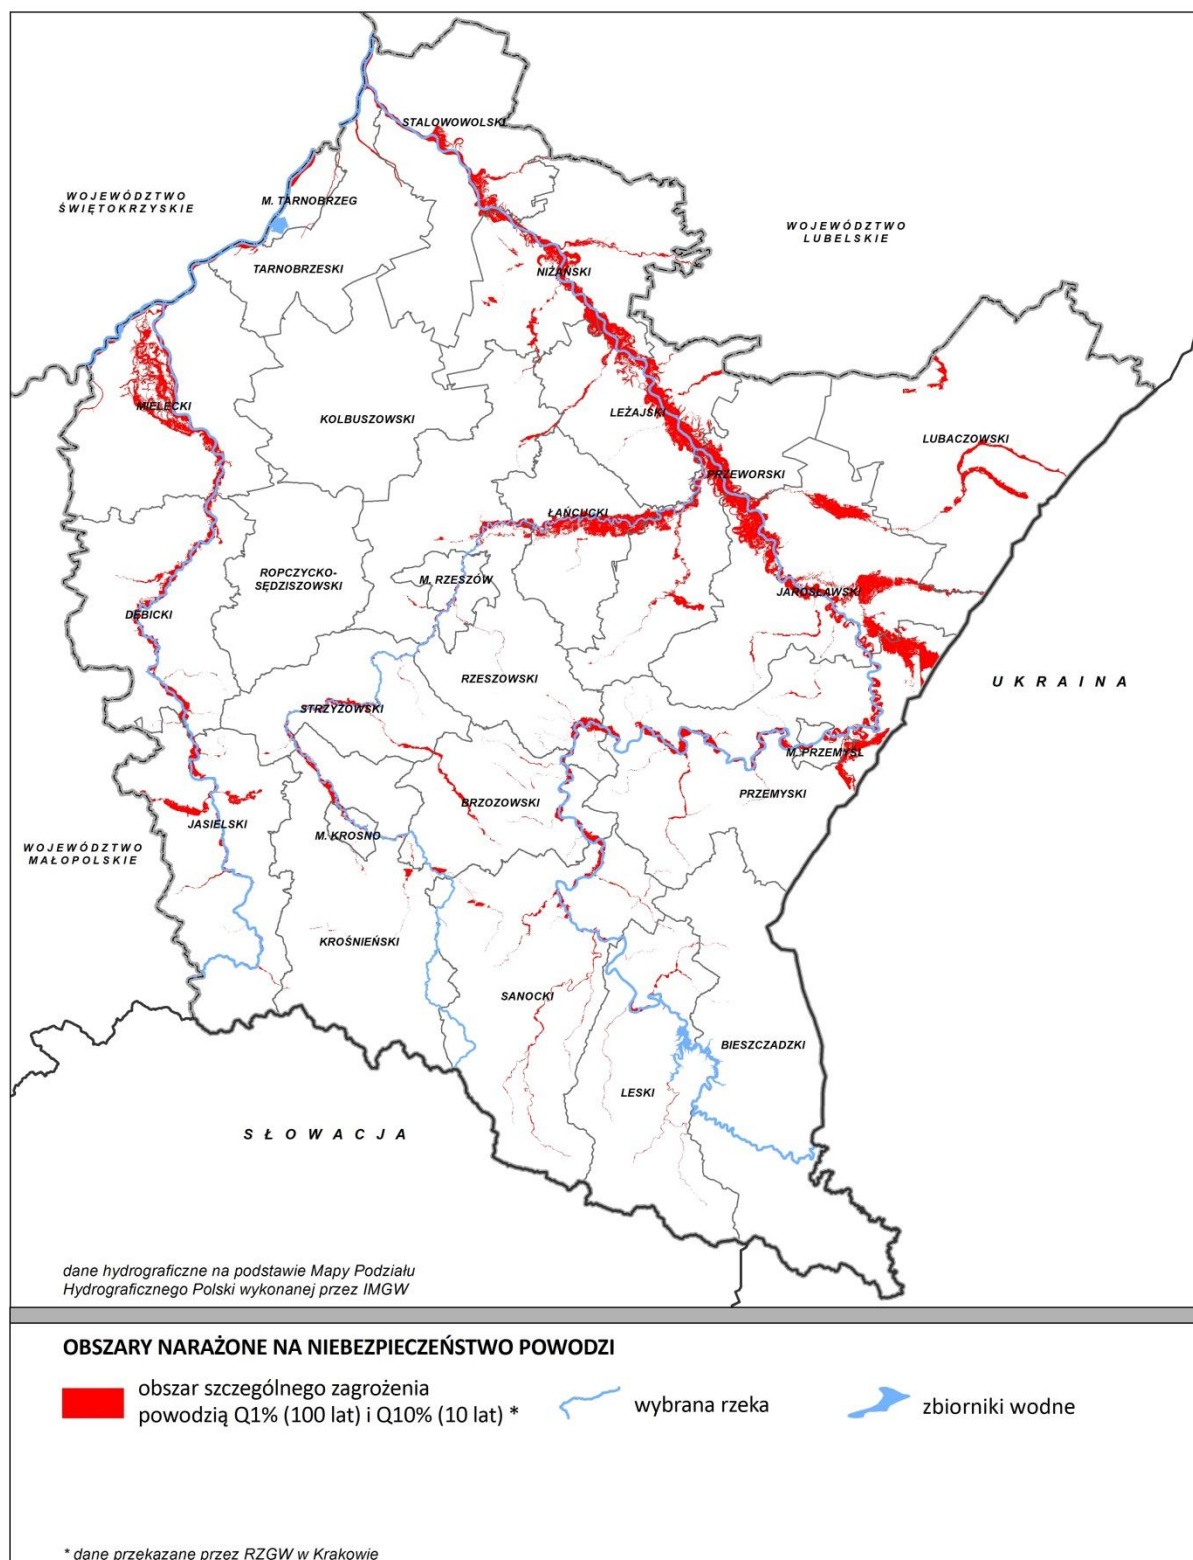 STALOWOWOLSKI
WOJEWÓDZTWO
ŚWIĘTOKRZYSKIE
M. TARNOBRZEG
WOJEWÓDZTWO
LUBELSKIE
TARNOBRZESKI
NIŻAŃSKI
MIELECKI
KOLBUSZOWSKI
LEŻAJSKI
LUBACZOWSKI
PRZEWORSKI
ŁAŃCUCKI
ROPCZYCKO-
SĘDZISZOWSKI
M. RZESZÓW
JAROSŁAWSKI
DĘBICKI
RZESZOWSKI
UKRAINA
STRZYŻOWSKI
M. PRZEMYŚL
PRZEMYSKI
BRZOZOWSKI
JASIELSKI
M. KROSNO
WOJEWÓDZTWO
MAŁOPOLSKIE
KROŚNIEŃSKI
SANOCKI
BIESZCZADZKI
LESKI
SŁOWACJA
dane hydrograficzne na podstawie Mapy Podziału
Hydrograficznego Polski wykonanej przez IMGW
OBSZARY NARAŻONE NA NIEBEZPIECZEŃSTWO POWODZI
obszar szczególnego zagrożenia
powodzią Q1% (100 lat) i Q10% (10 lat) *
wybrana rzeka
zbiorniki wodne
* dane przekazane przez RZGW w Krakowie